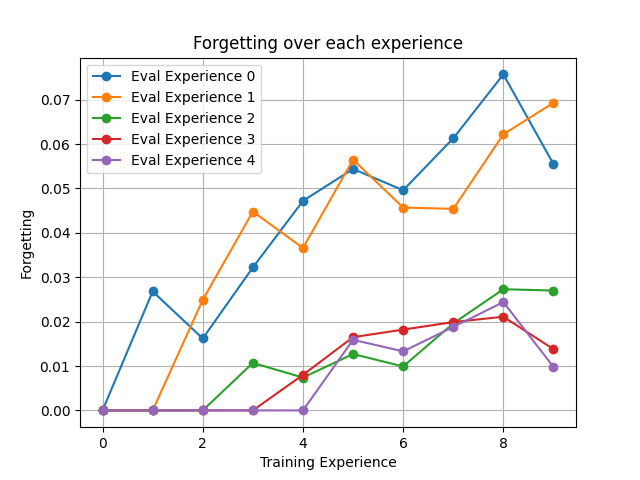 Forgetting over each experience
Eval Experience 0
Eval Experience 1
Eval Experience 2
Eval Experience 3
Eval Experience 4
0.07
0.06
0.05
0.04
0.03
0.02
0.01
0.00
Forgetting
0 2 4 6 8
Training Experience